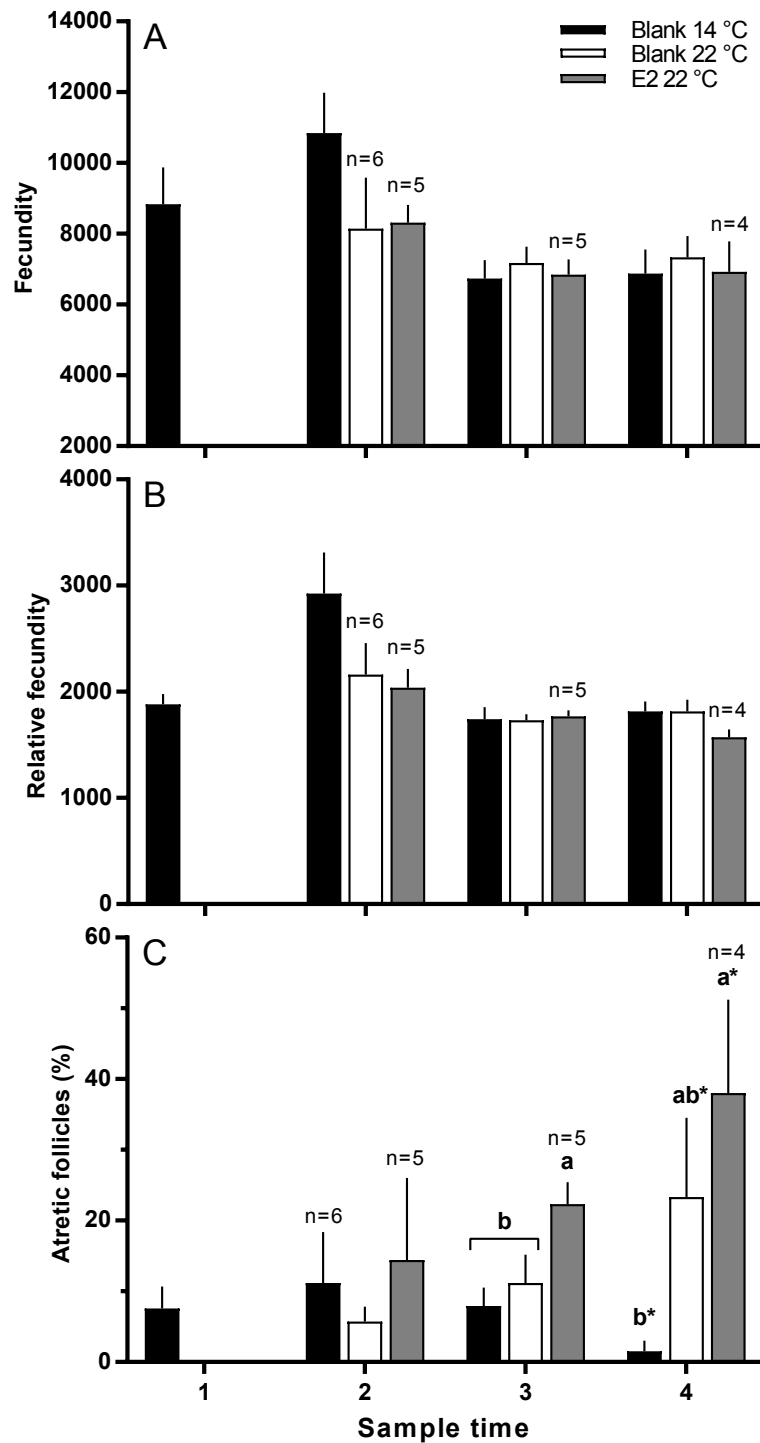 A
Blank 14 °C
Blank 22 °C
E2 22 °C
Fecundity
14000
12000
10000
8000
6000
4000
2000
n=6
n=5
n=5
n=4
B
Relative fecundity
4000
3000
2000
1000
0
n=6
n=5
n=5
n=4
C
Atretic follicles (%)
60
40
20
0
n=6
n=5
b
n=5
a
b*
ab*
n=4
a*
1 2 3 4
Sample time